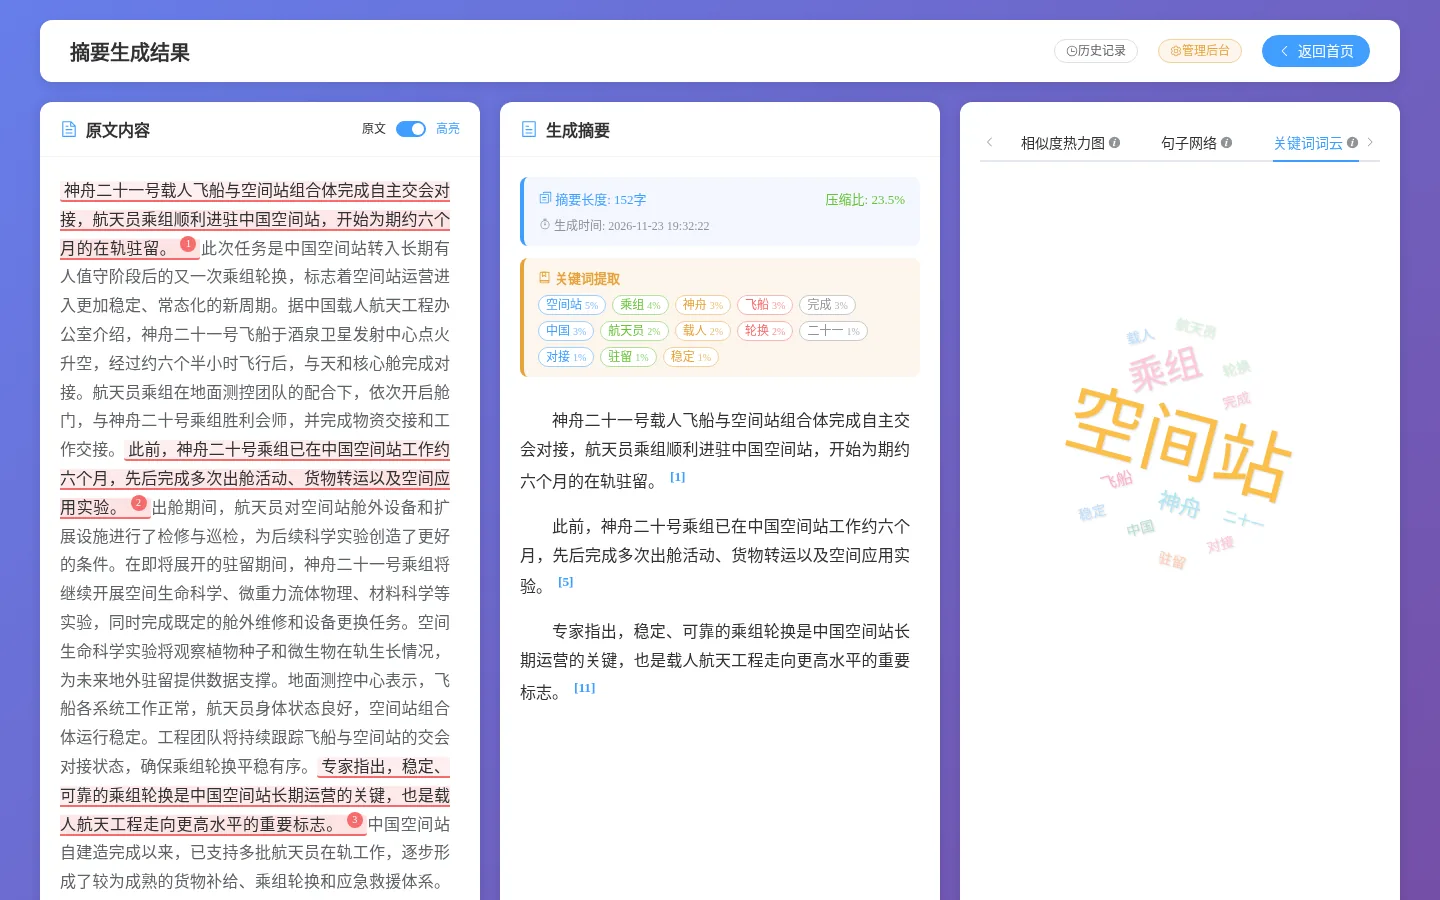 摘要生成结果
历史记录
管理后台
返回首页
原文内容
原文
高亮
神舟二十一号载人飞船与空间站组合体完成自主交会对
接，航天员乘组顺利进驻中国空间站，开始为期约六个
月的在轨驻留。 1 此次任务是中国空间站转入长期有
人值守阶段后的又一次乘组轮换，标志着空间站运营进
入更加稳定、常态化的新周期。据中国载人航天工程办
公室介绍，神舟二十一号飞船于酒泉卫星发射中心点火
升空，经过约六个半小时飞行后，与天和核心舱完成对
接。航天员乘组在地面测控团队的配合下，依次开启舱
门，与神舟二十号乘组胜利会师，并完成物资交接和工
作交接。 此前，神舟二十号乘组已在中国空间站工作约
六个月，先后完成多次出舱活动、货物转运以及空间应
用实验。 2 出舱期间，航天员对空间站舱外设备和扩
展设施进行了检修与巡检，为后续科学实验创造了更好
的条件。在即将展开的驻留期间，神舟二十一号乘组将
继续开展空间生命科学、微重力流体物理、材料科学等
实验，同时完成既定的舱外维修和设备更换任务。空间
生命科学实验将观察植物种子和微生物在轨生长情况，
为未来地外驻留提供数据支撑。地面测控中心表示，飞
船各系统工作正常，航天员身体状态良好，空间站组合
体运行稳定。工程团队将持续跟踪飞船与空间站的交会
对接状态，确保乘组轮换平稳有序。 专家指出，稳定、
可靠的乘组轮换是中国空间站长期运营的关键，也是载
人航天工程走向更高水平的重要标志。 3 中国空间站
自建造完成以来，已支持多批航天员在轨工作，逐步形
成了较为成熟的货物补给、乘组轮换和应急救援体系。
生成摘要
摘要长度: 152字
压缩比: 23.5%
生成时间: 2026-11-23 19:32:22
关键词提取
空间站 5% 乘组 4% 神舟 3% 飞船 3% 完成 3%
中国 3% 航天员 2% 载人 2% 轮换 2% 二十一 1%
对接 1% 驻留 1% 稳定 1%
神舟二十一号载人飞船与空间站组合体完成自主交
会对接，航天员乘组顺利进驻中国空间站，开始为期约
六个月的在轨驻留。 [1]
此前，神舟二十号乘组已在中国空间站工作约六个
月，先后完成多次出舱活动、货物转运以及空间应用实
验。 [5]
专家指出，稳定、可靠的乘组轮换是中国空间站长
期运营的关键，也是载人航天工程走向更高水平的重要
标志。 [11]
相似度热力图
句子网络
关键词词云
航天员
载人
乘组
轮换
完成
空间站
飞船
神舟
稳定
中国
二十一
对接
驻留